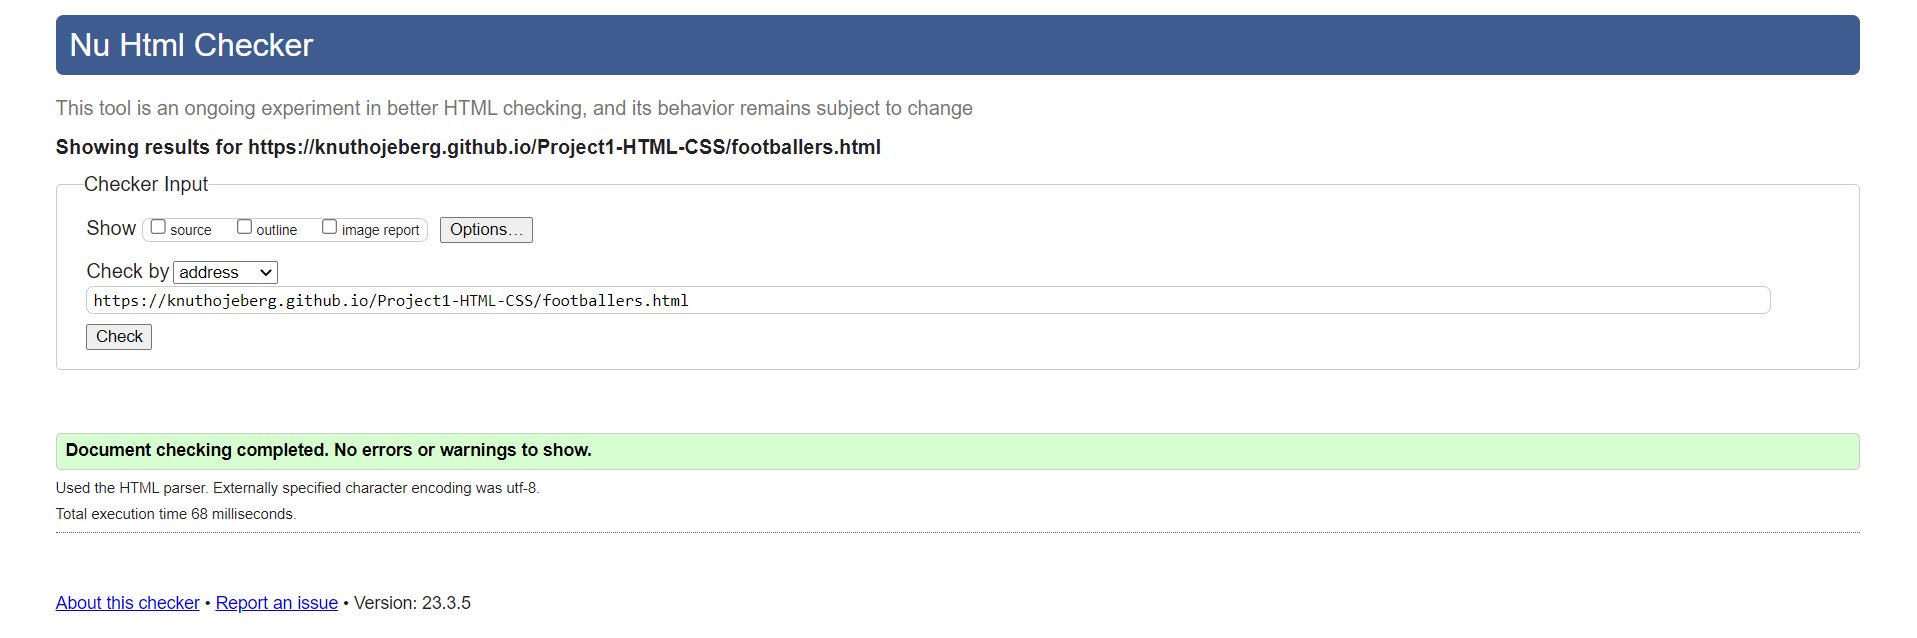 Nu Html Checker
This tool is an ongoing experiment in better HTML checking, and its behavior remains subject to change
Showing results for https://knuthojeberg.github.io/Project1-HTML-CSS/footballers.html
Checker Input
Show source outline image report Options...
Check by address
https://knuthojeberg.github.io/Project1-HTML-CSS/footballers.html
Check
Document checking completed. No errors or warnings to show.
Used the HTML parser. Externally specified character encoding was utf-8.
Total execution time 68 milliseconds.
About this checker • Report an issue • Version: 23.3.5